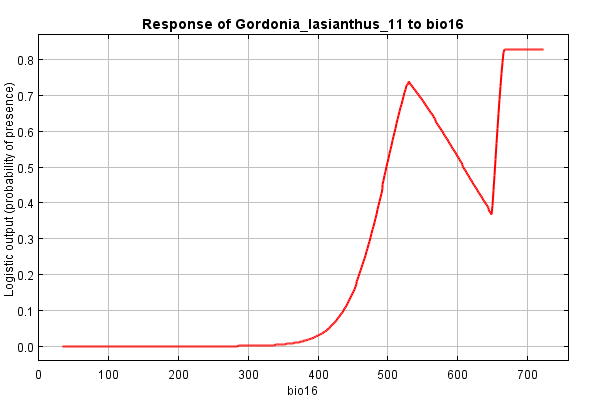 Response of Gordonia_lasianthus_11 to bio16
Logistic output (probability of presence)
0.8
0.7
0.6
0.5
0.4
0.3
0.2
0.1
0.0
0 100 200 300 400 500 600 700
bio16